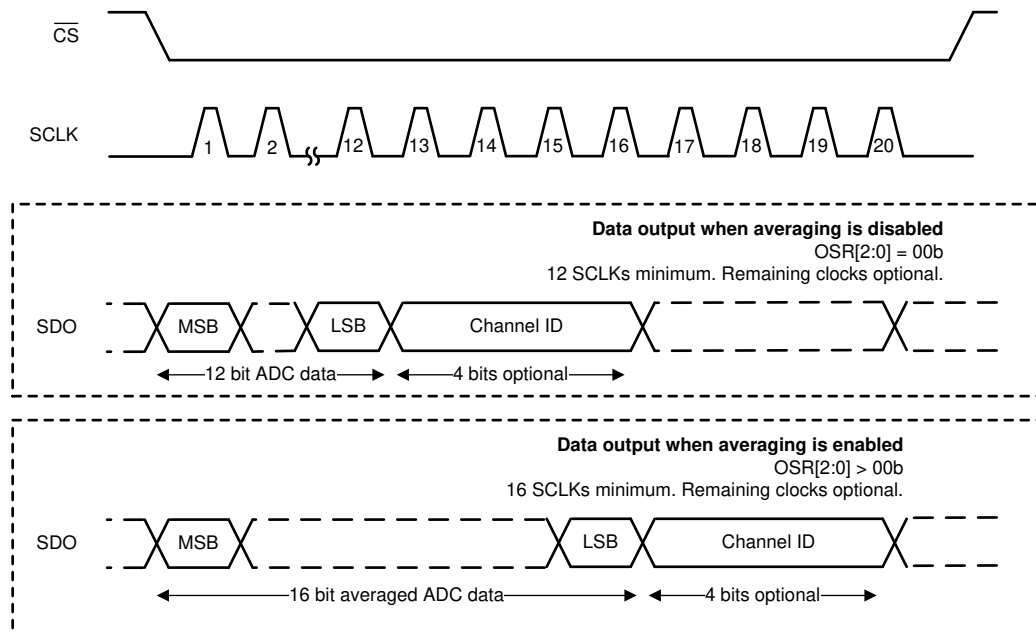 CS
SCLK
1 2 12 13 14 15 16 17 18 19 20
Data output when averaging is disabled
OSR[2:0] = 00b
12 SCLKs minimum. Remaining clocks optional.
SDO MSB LSB Channel ID
12 bit ADC data 4 bits optional
Data output when averaging is enabled
OSR[2:0] > 00b
16 SCLKs minimum. Remaining clocks optional.
SDO MSB LSB Channel ID
16 bit averaged ADC data 4 bits optional